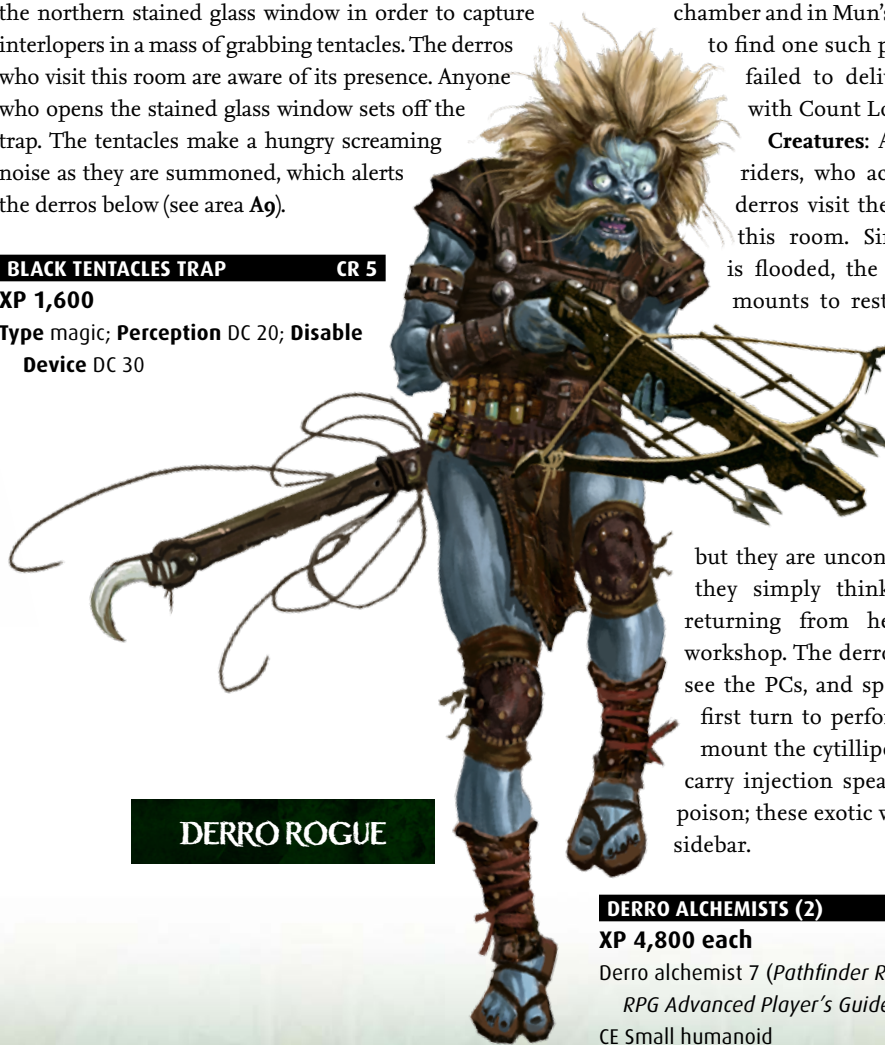 the northern stained glass window in order to capture
interlopers in a mass of grabbing tentacles. The derros
who visit this room are aware of its presence. Anyone
who opens the stained glass window sets off the
trap. The tentacles make a hungry screaming
noise as they are summoned, which alerts
the derros below (see area A9).
BLACK TENTACLES TRAP CR 5
XP 1,600
Type magic; Perception DC 20; Disable
Device DC 30
DERRO ROGUE
chamber and in Mun's
to find one such p
failed to deli
with Count Lo
Creatures: A
riders, who ac
derros visit the
this room. Si
is flooded, the
mounts to rest
but they are uncon
they simply think
returning from he
workshop. The derro
see the PCs, and sp
first turn to perfor
mount the cytillip
carry injection spea
poison; these exotic w
sidebar.
DERRO ALCHEMISTS (2)
XP 4,800 each
Derro alchemist 7 (Pathfinder R
RPG Advanced Player's Guide
CE Small humanoid